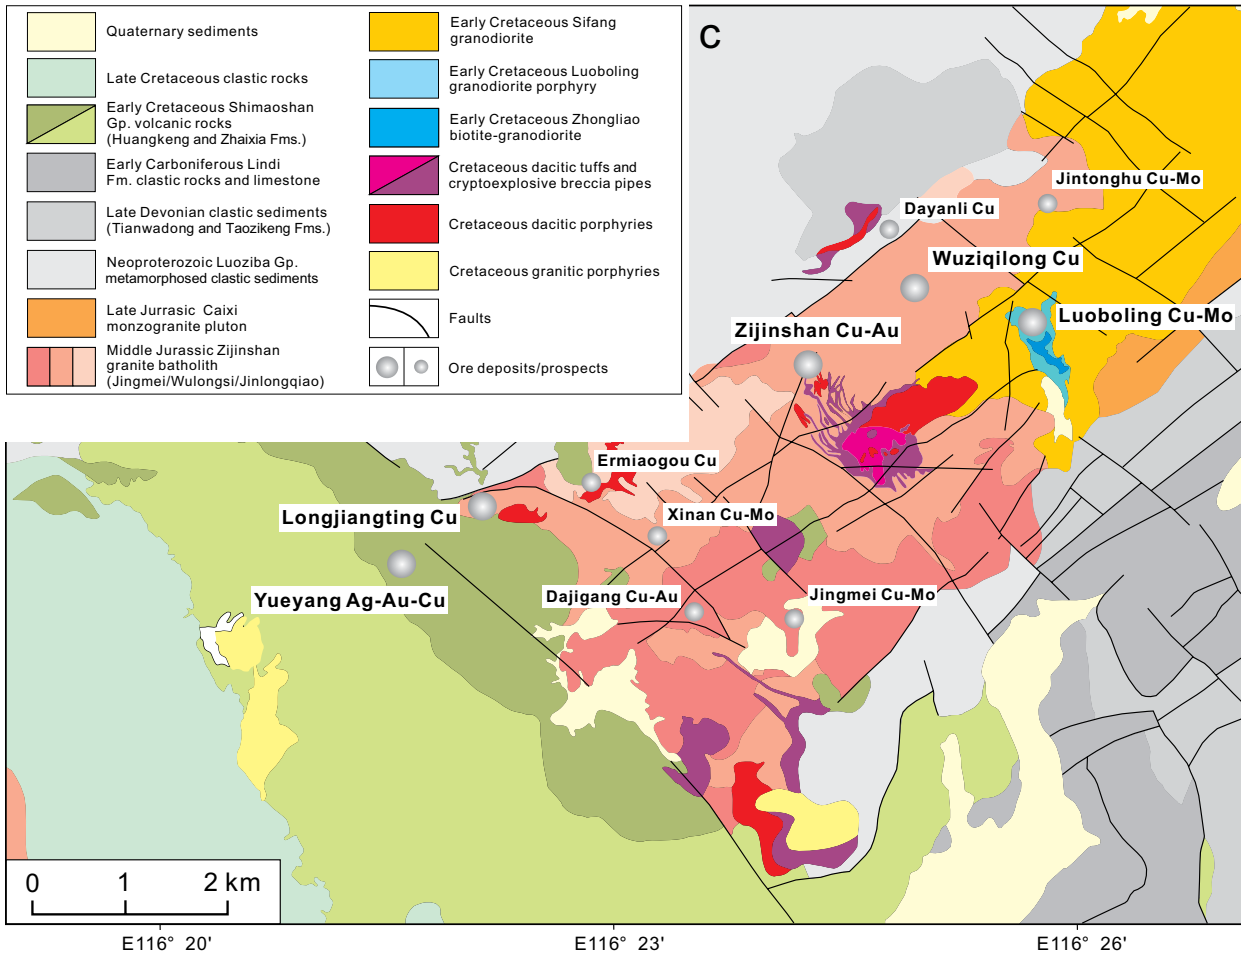 Quaternary sediments
Late Cretaceous clastic rocks
Early Cretaceous Shimaoshan
Gp. volcanic rocks
(Huangkeng and Zhaixia Fms.)
Early Carboniferous Lindi
Fm. clastic rocks and limestone
Late Devonian clastic sediments
(Tianwadong and Taozikeng Fms.)
Neoproterozoic Luoziba Gp.
metamorphosed clastic sediments
Late Jurrasic Caixi
monzogranite pluton
Middle Jurassic Zijinshan
granite batholith
(Jingmei/Wulongsi/Jinlongqiao)
Early Cretaceous Sifang
granodiorite
Early Cretaceous Luoboling
granodiorite porphyry
Early Cretaceous Zhongliao
biotite-granodiorite
Cretaceous dacitic tuffs and
cryptoexplosive breccia pipes
Cretaceous dacitic porphyries
Cretaceous granitic porphyries
Faults
Ore deposits/prospects
C
Jintonghu Cu-Mo
Dayanli Cu
Wuziqilong Cu
Luoboling Cu-Mo
Zijinshan Cu-Au
Ermiaogou Cu
Longjiangting Cu
Xinan Cu-Mo
Yueyang Ag-Au-Cu
Dajigang Cu-Au
Jingmei Cu-Mo
0 1 2 km
E116° 20' E116° 23' E116° 26'